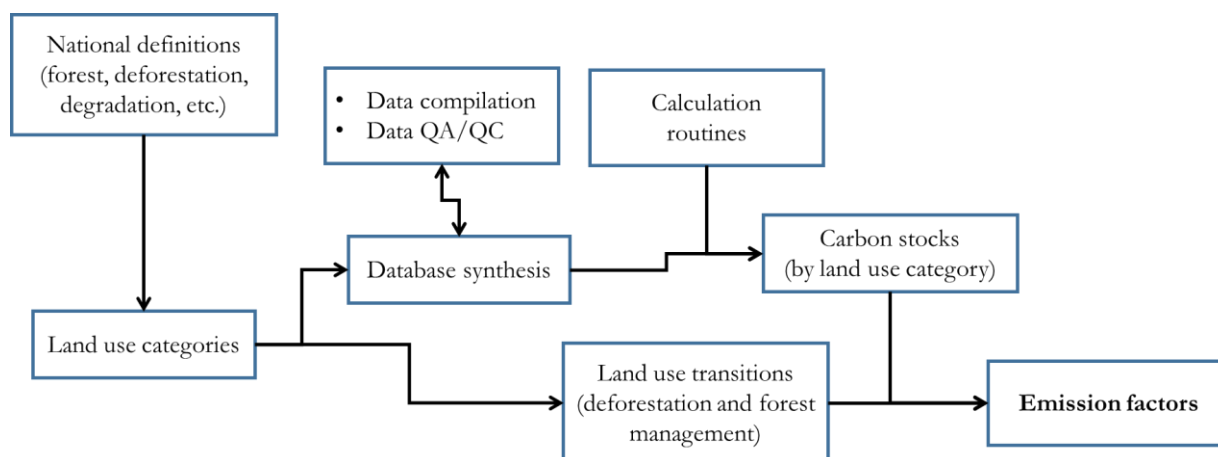 National definitions
(forest, deforestation,
degradation, etc.)
• Data compilation
• Data QA/QC
Calculation
routines
Database synthesis
Carbon stocks
(by land use category)
Land use categories
Land use transitions
(deforestation and forest
management)
Emission factors